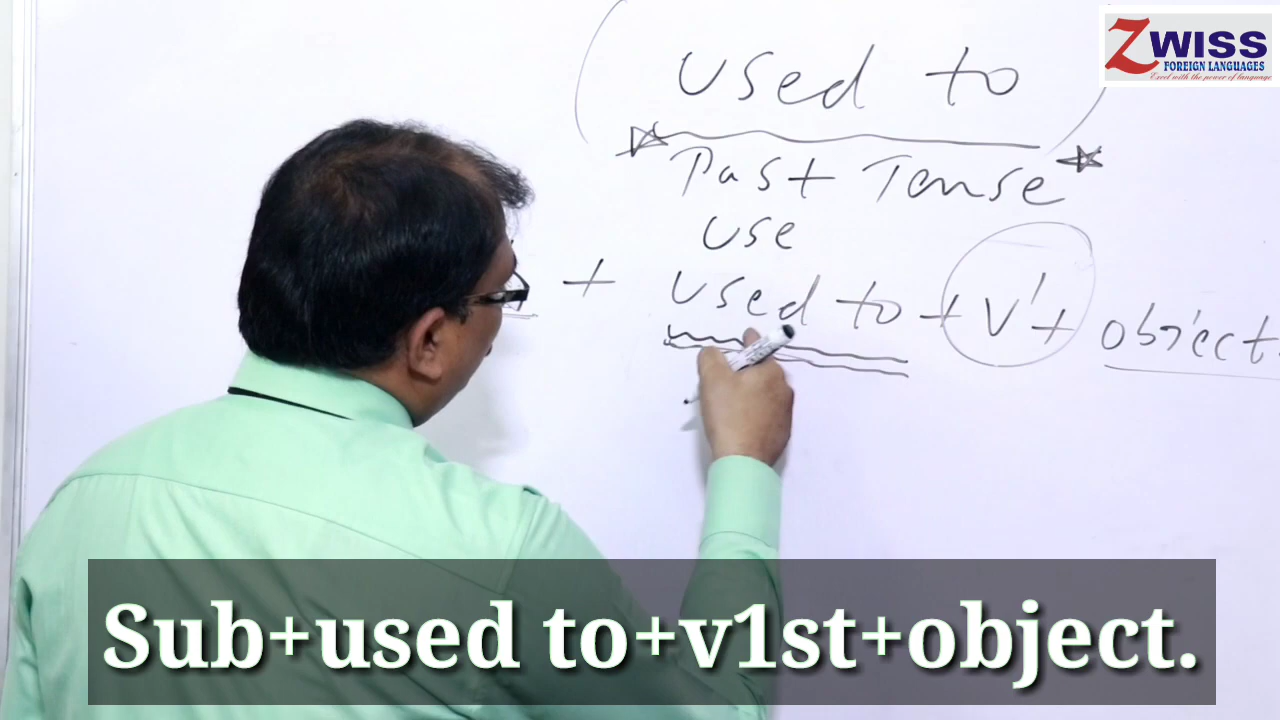 ZWISS
FOREIGN LANGUAGES
Excel with the power of language
used to
Past Tense
use
+ used to + V¹ + object.
Sub+used to+v1st+object.